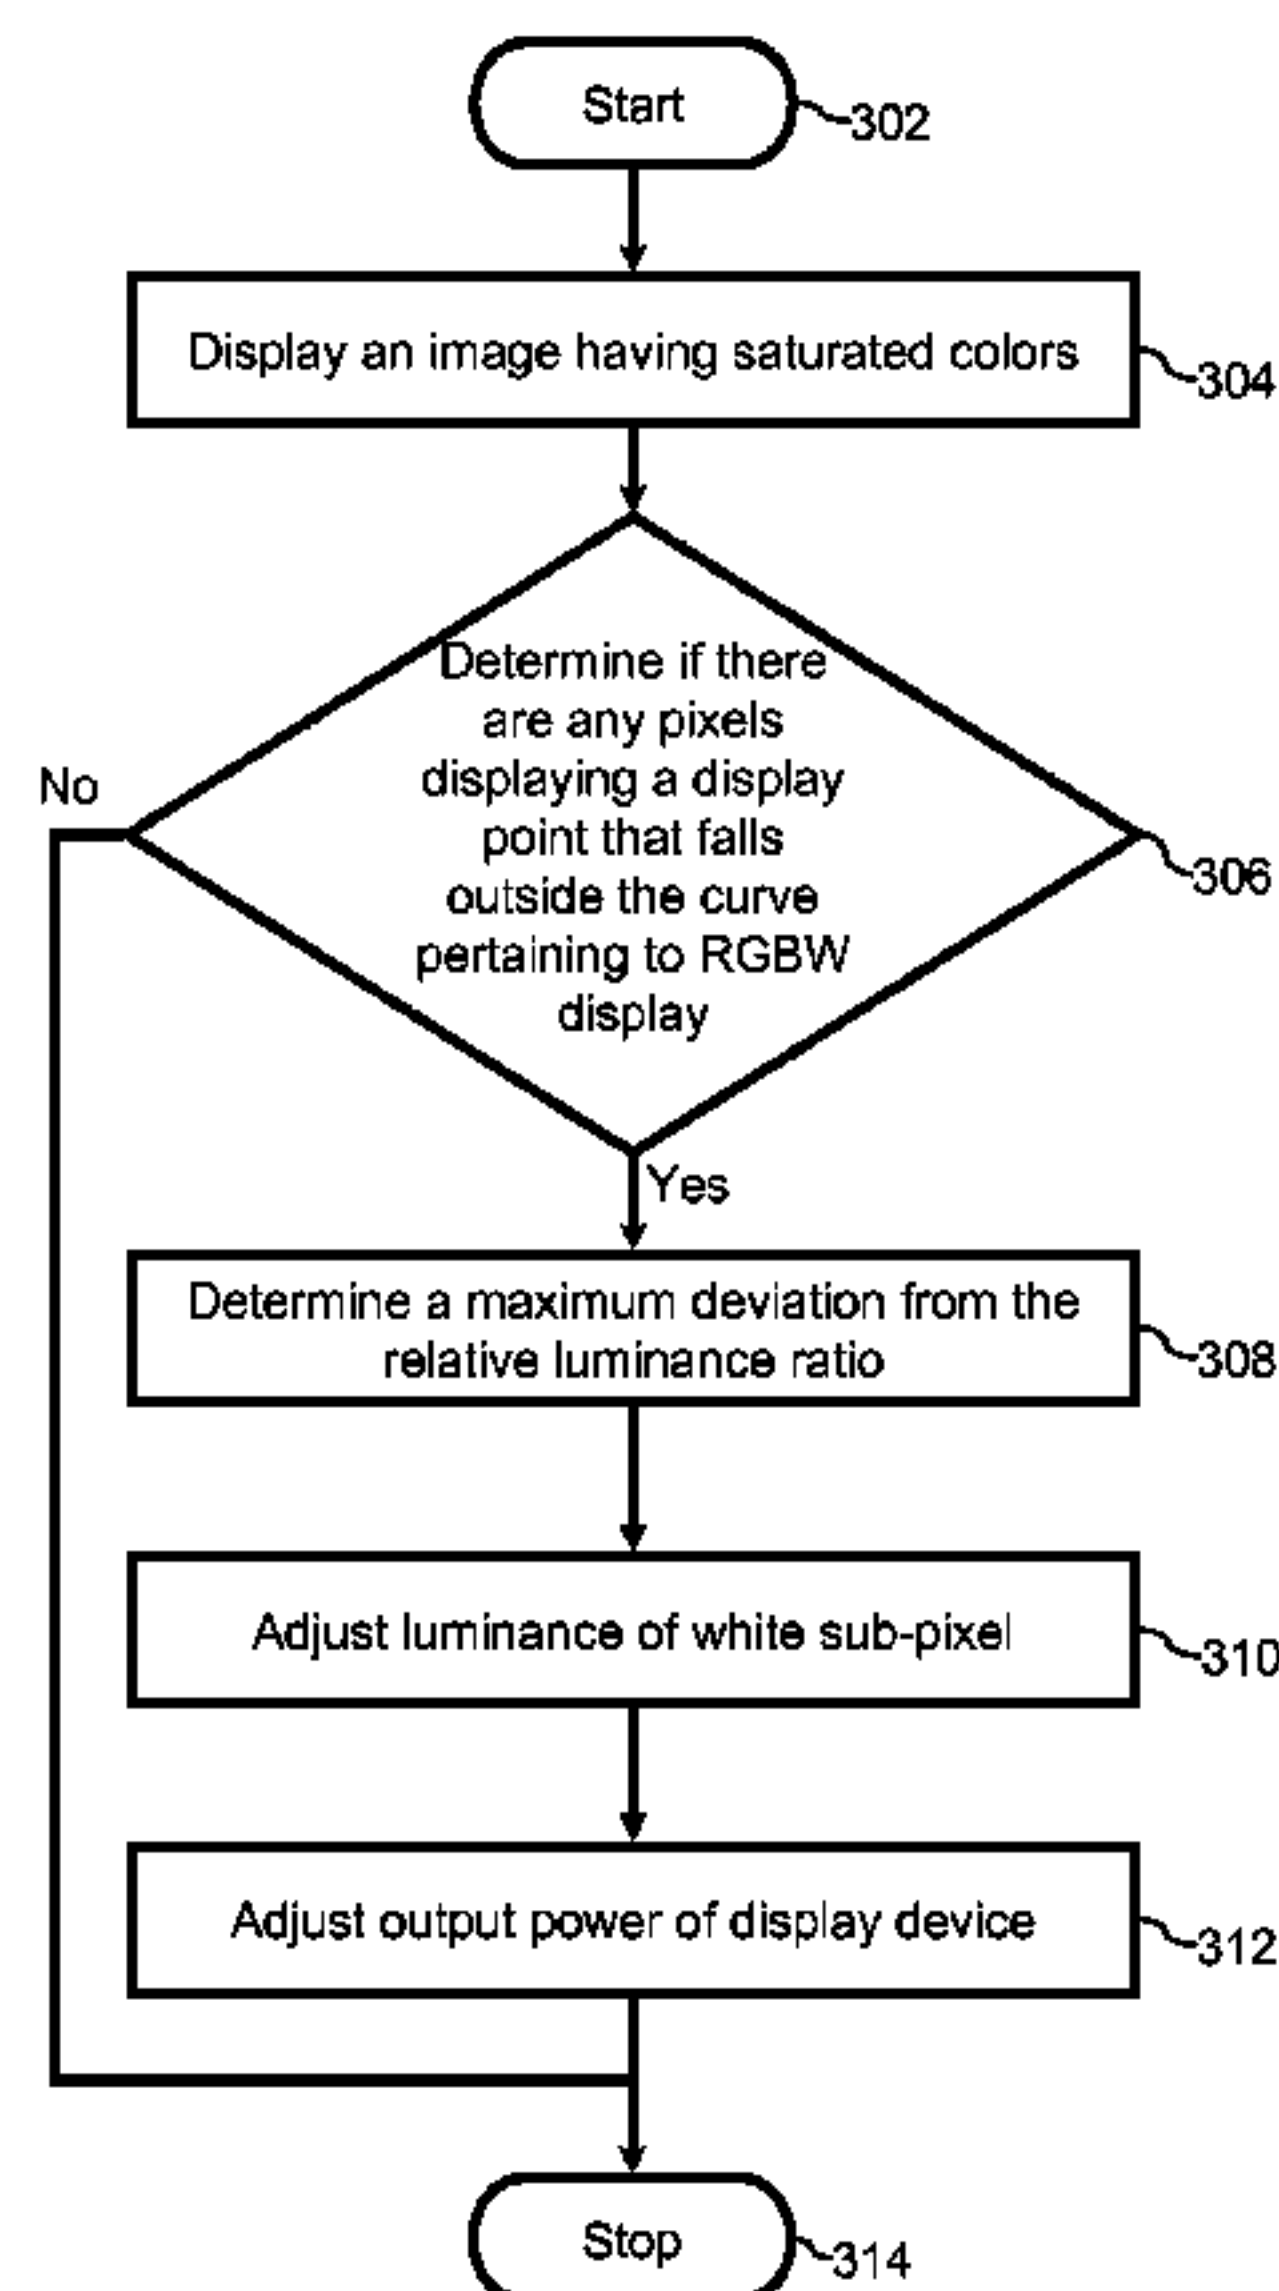 Start
302
Display an image having saturated colors
304
Determine if there
are any pixels
displaying a display
point that falls
outside the curve
pertaining to RGBW
display
No
306
Yes
Determine a maximum deviation from the
relative luminance ratio
308
Adjust luminance of white sub-pixel
310
Adjust output power of display device
312
Stop
314